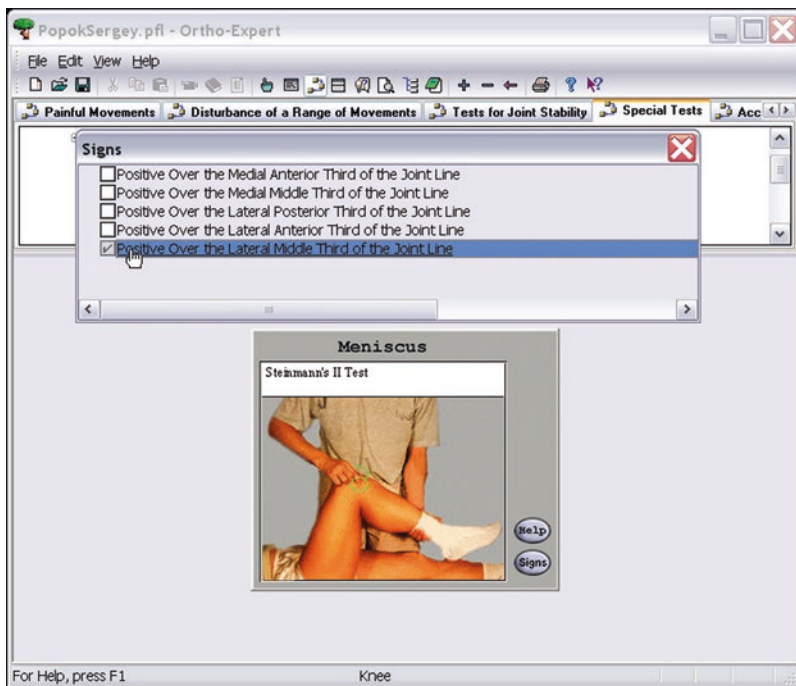 PopokSergey.pfl - Ortho-Expert
File Edit View Help
Painful Movements Disturbance of a Range of Movements Tests for Joint Stability Special Tests Acc
Signs
Positive Over the Medial Anterior Third of the Joint Line
Positive Over the Medial Middle Third of the Joint Line
Positive Over the Lateral Posterior Third of the Joint Line
Positive Over the Lateral Anterior Third of the Joint Line
Positive Over the Lateral Middle Third of the Joint Line
Meniscus
Steinmann's II Test
Help
Signs
For Help, press F1 Knee